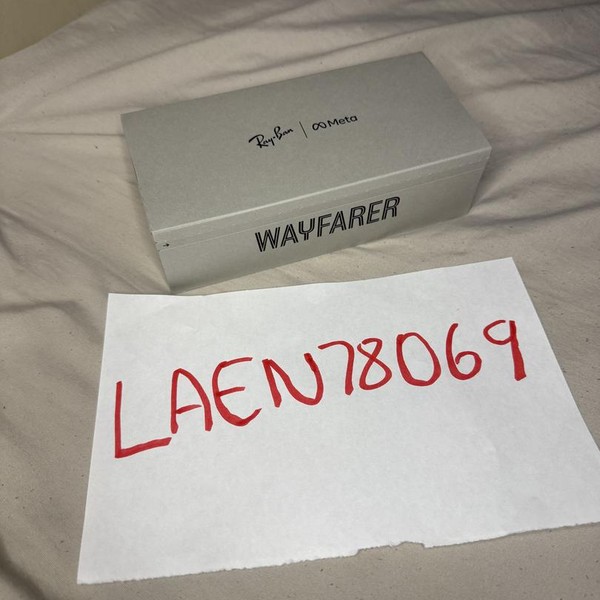 Ray-Ban | ∞ Meta
WAYFARER
LAEN78069